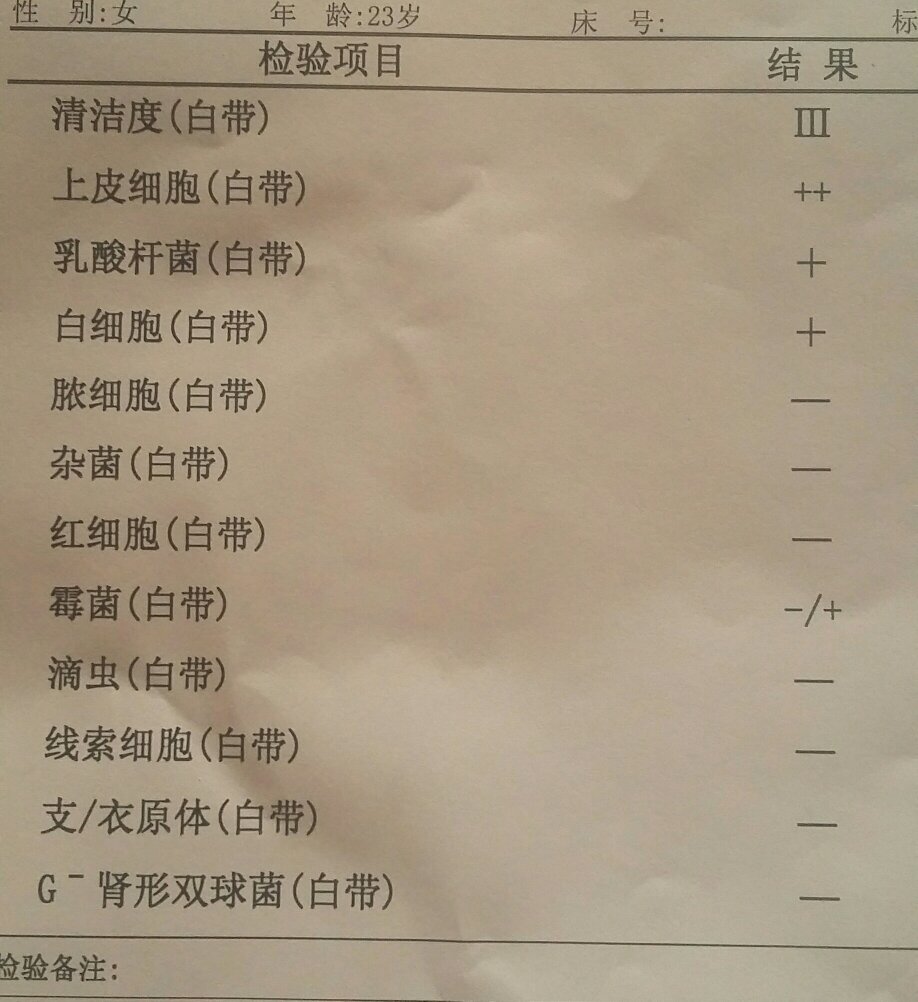 性 别:女 年 龄:23岁 床 号: 标
检验项目 结 果
清洁度(白带) Ⅲ
上皮细胞(白带) ++
乳酸杆菌(白带) +
白细胞(白带) +
脓细胞(白带) —
杂菌(白带) —
红细胞(白带) —
霉菌(白带) -/+
滴虫(白带) —
线索细胞(白带) —
支/衣原体(白带) —
G⁻肾形双球菌(白带) —
检验备注: